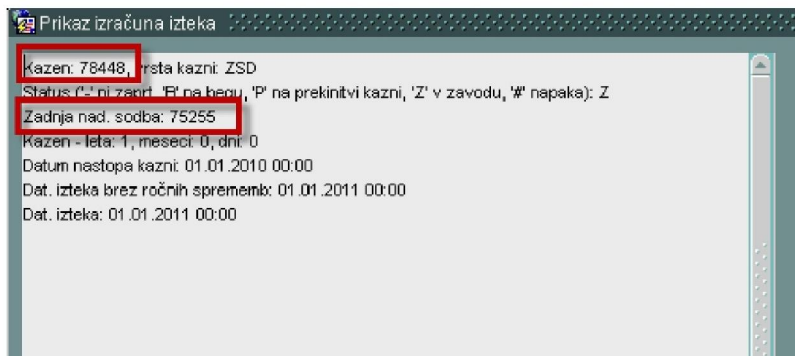 Prikaz izračuna izteka
Kazen: 78448, vrsta kazni: ZSD
Status ('-' ni zaprt, 'B' na begu, 'P' na prekinitvi kazni, 'Z' v zavodu, '#' napaka): Z
Zadnja nad. sodba: 75255
Kazen - leta: 1, meseci: 0, dni: 0
Datum nastopa kazni: 01.01.2010 00:00
Dat. izteka brez ročnih sprememb: 01.01.2011 00:00
Dat. izteka: 01.01.2011 00:00